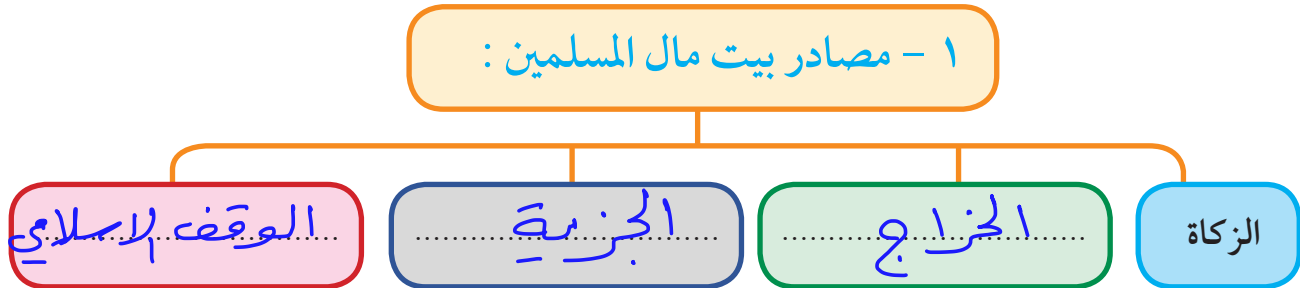 ١ - مصادر بيت مال المسلمين :
الزكاة
الخراج
الجزية
الوقف الاسلامي